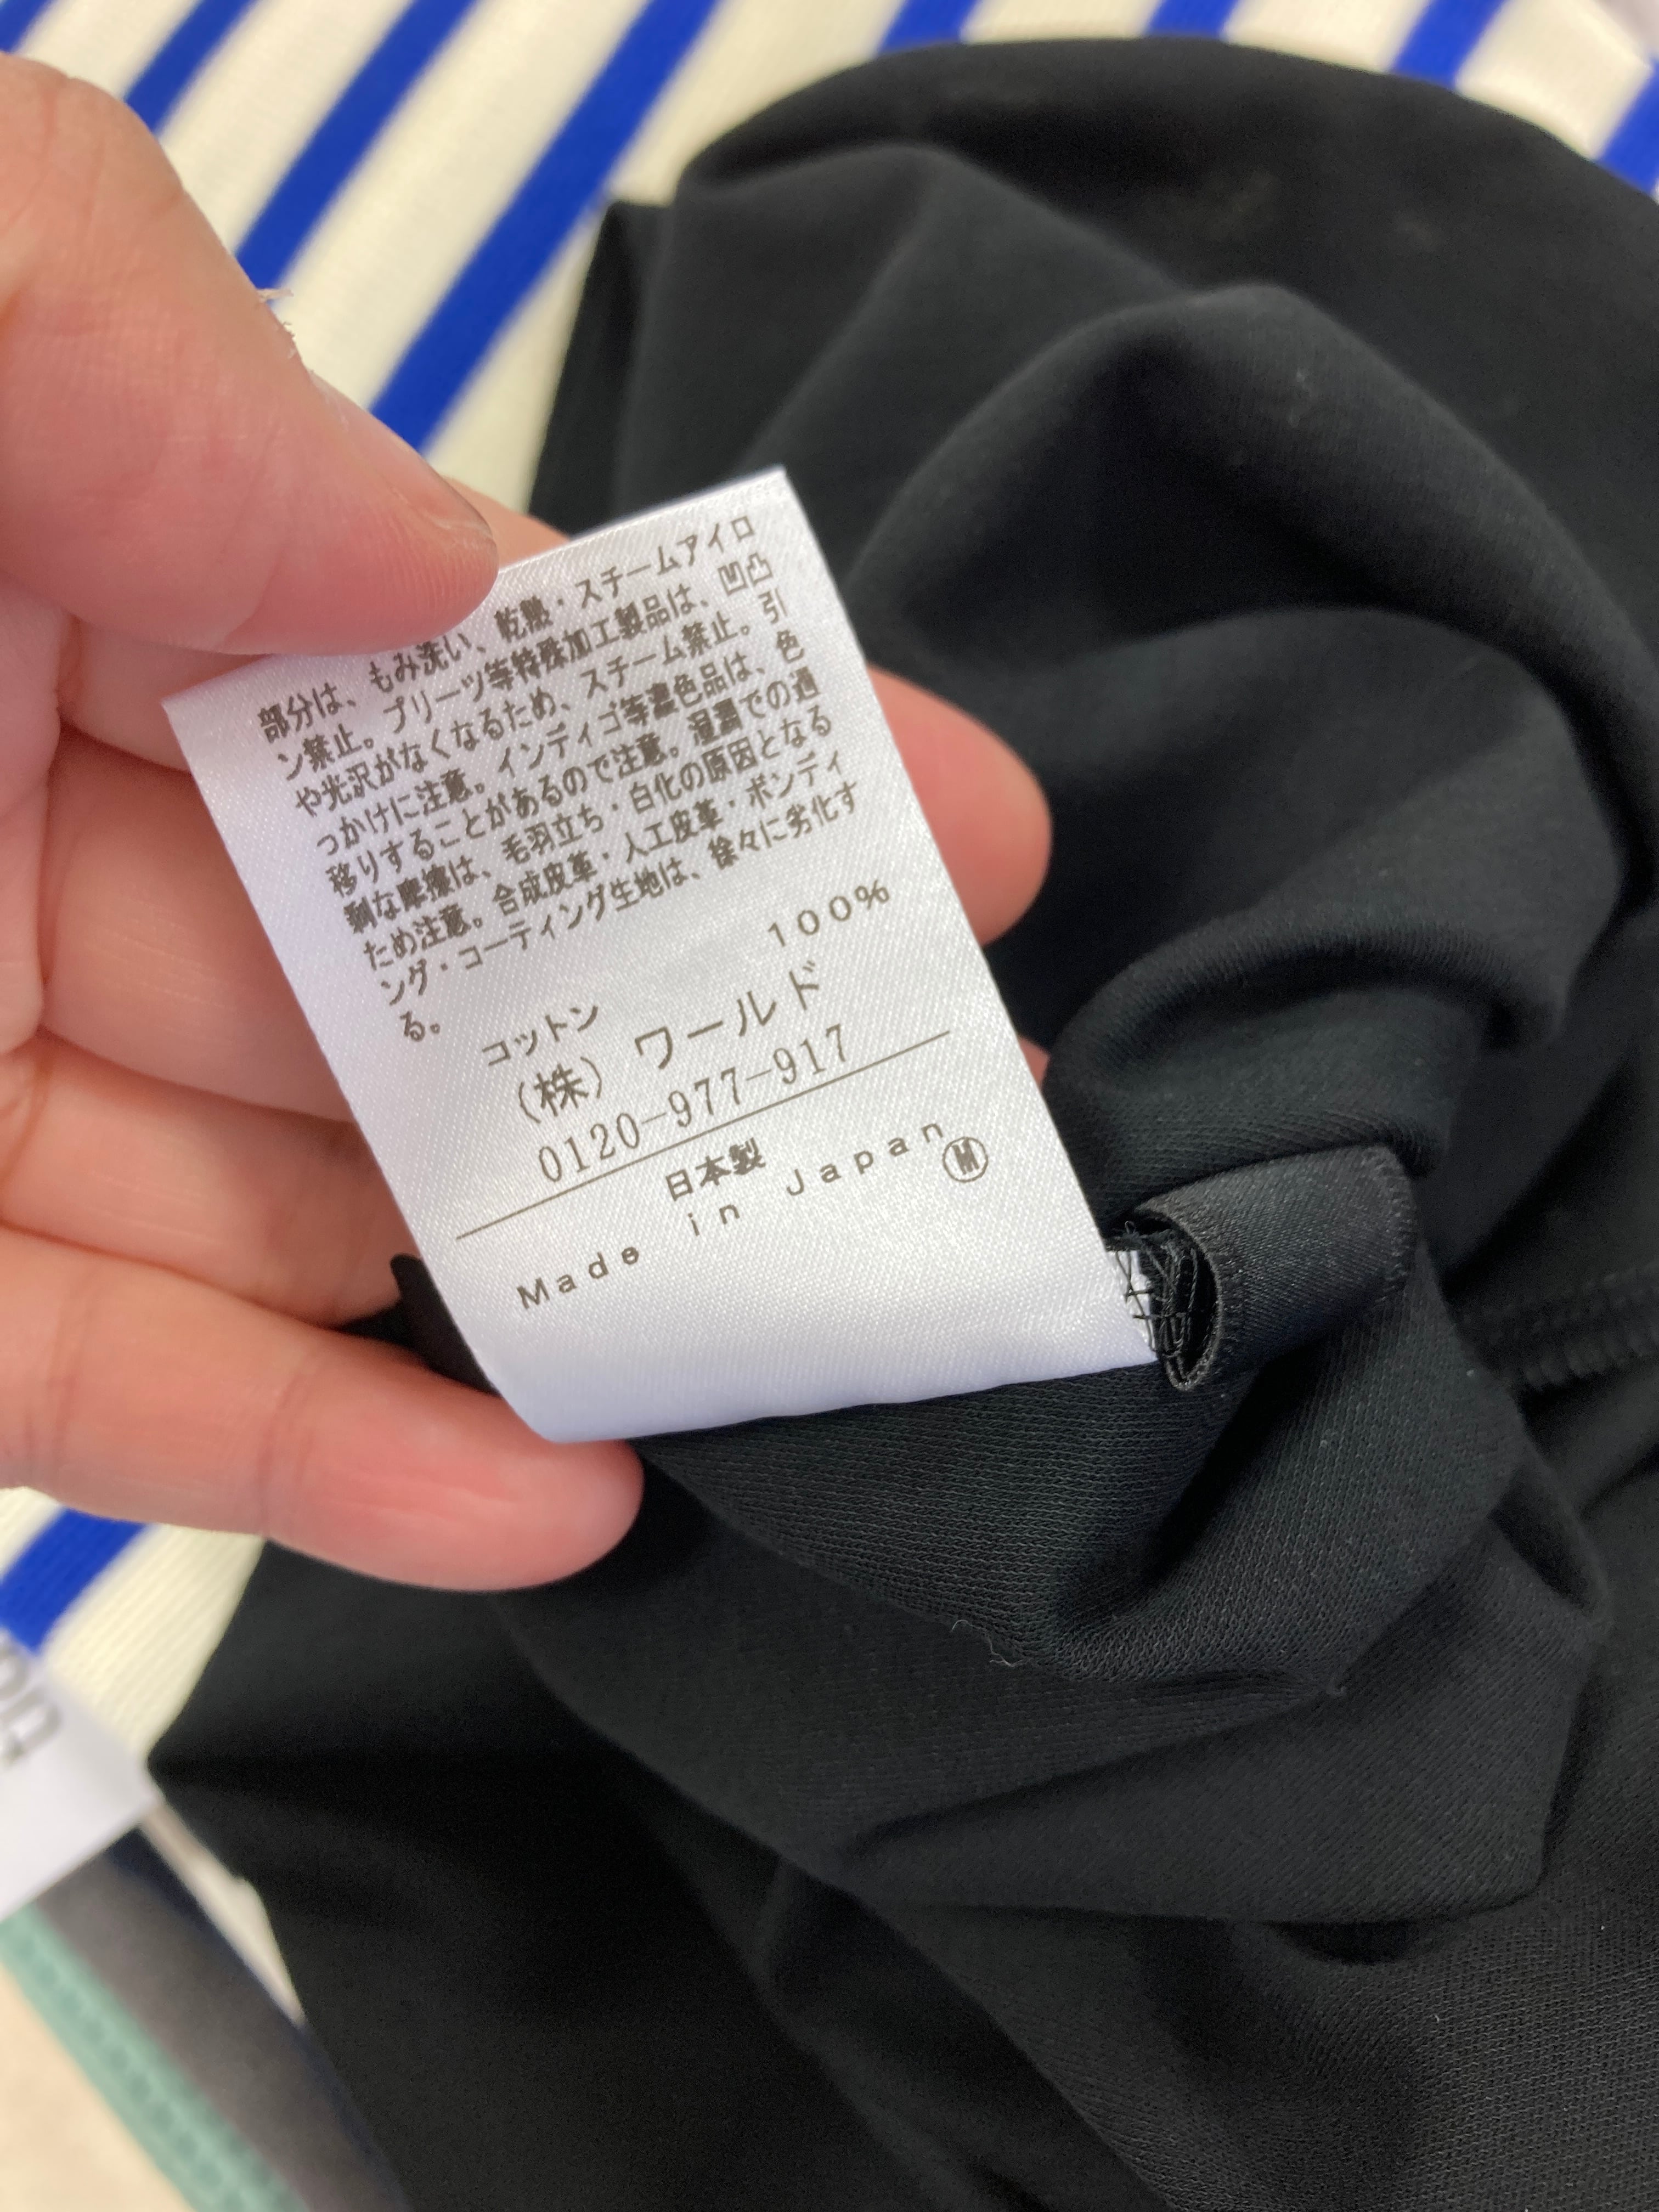 部分は、もみ洗い、乾燥・スチームアイロ
ン禁止。プリーツ等特殊加工製品は、凹凸
や光沢がなくなるため、スチーム禁止。引
っかけに注意。インディゴ等濃色品は、色
移りすることがあるので注意。湿潤での過
剰な摩擦は、毛羽立ち・白化の原因となる
ため注意。合成皮革・人工皮革・ボンディ
ング・コーティング生地は、徐々に劣化す
る。
コットン 100%
(株) ワールド
0120-977-917
日本製
Made in Japan
M